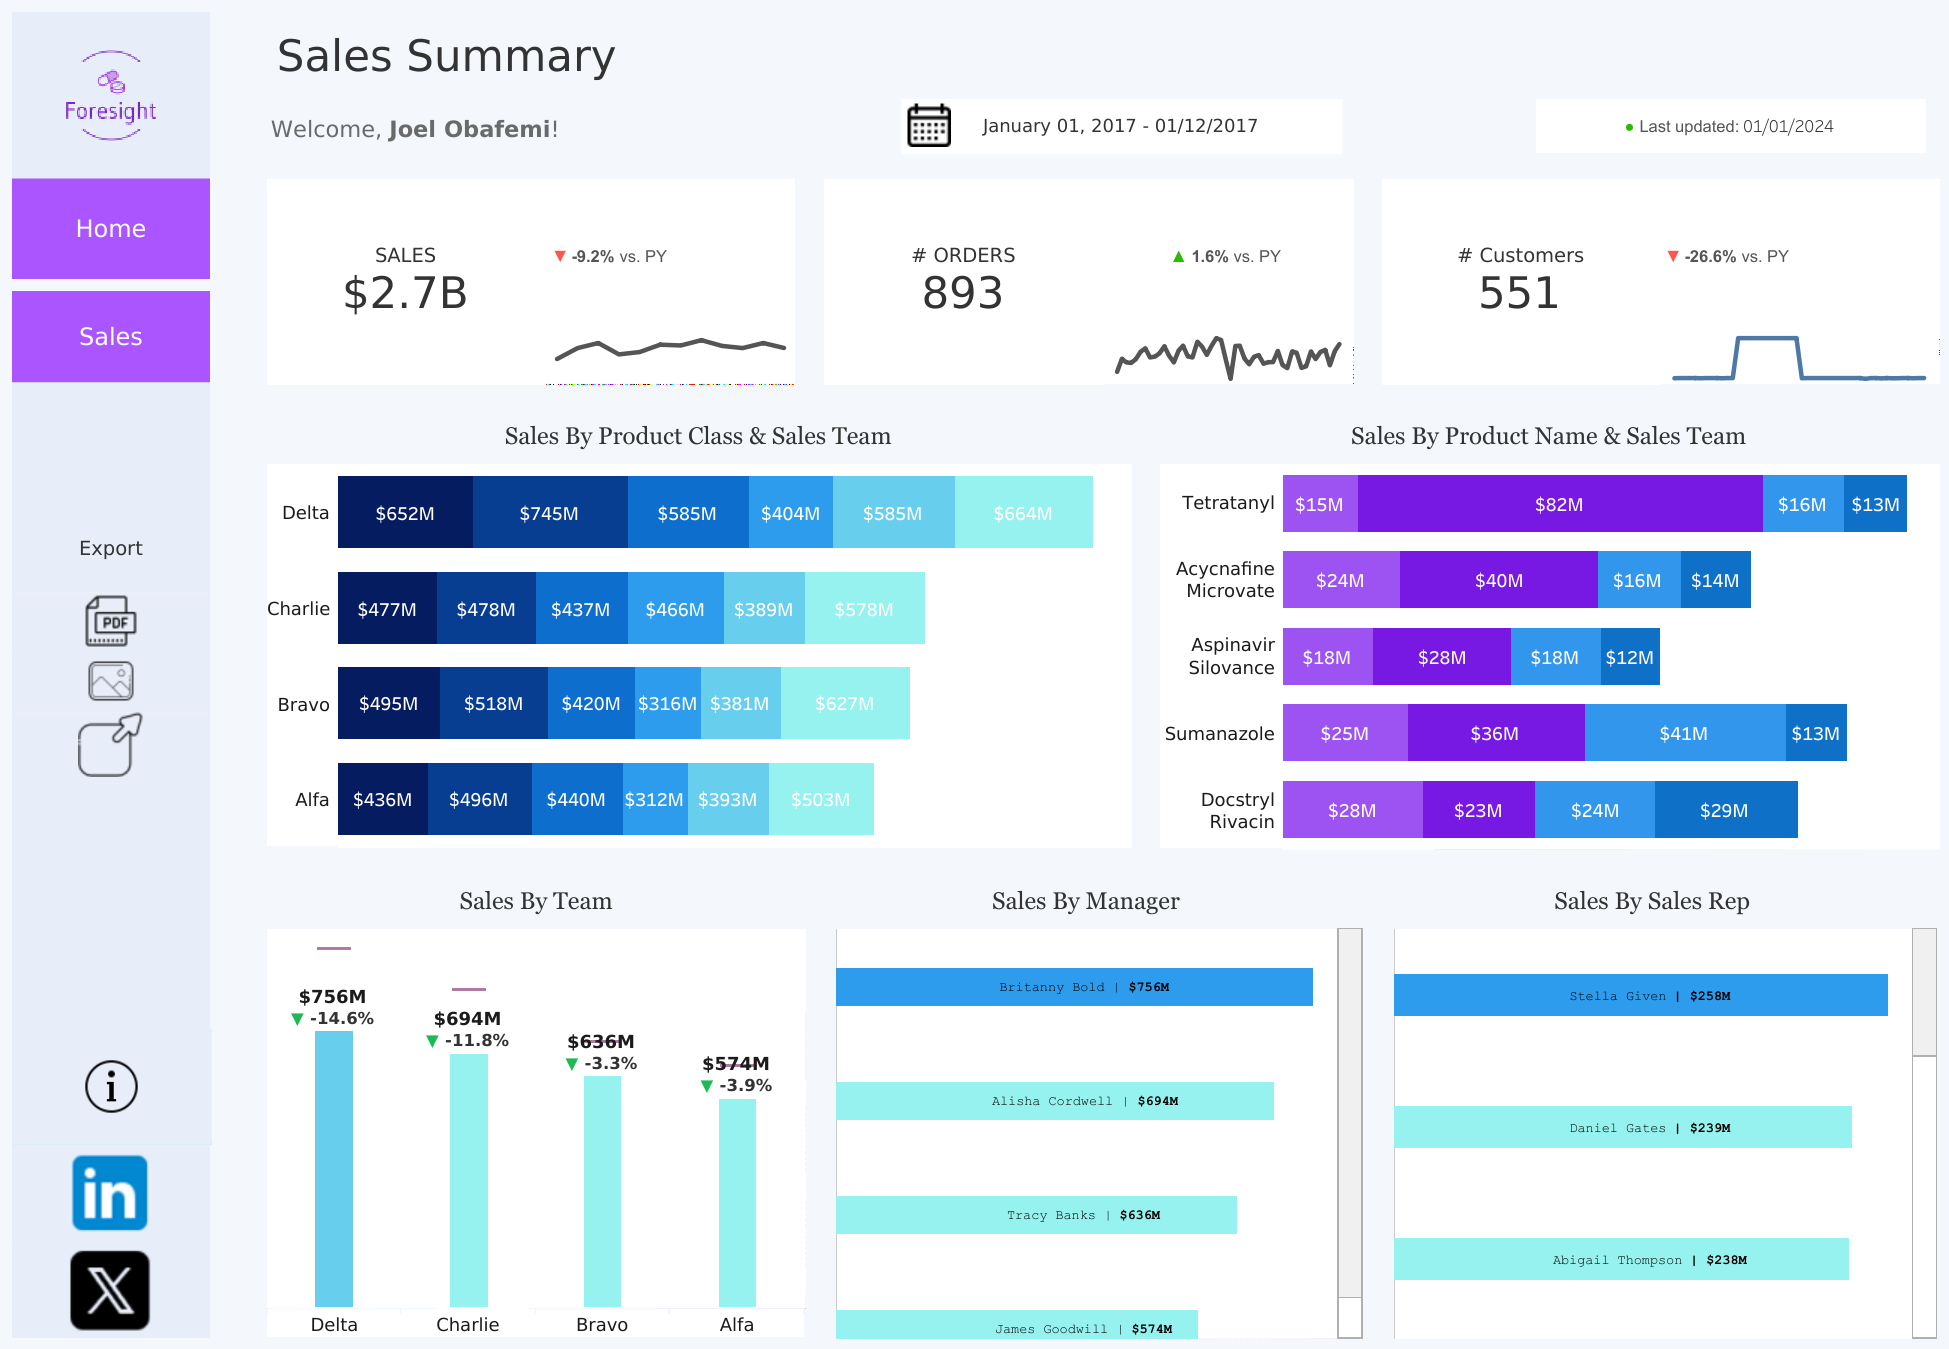 Foresight
Home
Sales
Export
PDF
i
in
X
Sales Summary
Welcome, Joel Obafemi!
January 01, 2017 - 01/12/2017
Last updated: 01/01/2024
SALES
$2.7B
▼ -9.2% vs. PY
# ORDERS
893
▲ 1.6% vs. PY
# Customers
551
▼ -26.6% vs. PY
Sales By Product Class & Sales Team
Delta $652M $745M $585M $404M $585M $664M
Charlie $477M $478M $437M $466M $389M $578M
Bravo $495M $518M $420M $316M $381M $627M
Alfa $436M $496M $440M $312M $393M $503M
Sales By Product Name & Sales Team
Tetratanyl $15M $82M $16M $13M
Acycnafine
Microvate
$24M $40M $16M $14M
Aspinavir
Silovance
$18M $28M $18M $12M
Sumanazole $25M $36M $41M $13M
Docstryl
Rivacin
$28M $23M $24M $29M
Sales By Team
$756M
▼ -14.6%
$694M
▼ -11.8%
$636M
▼ -3.3%
$574M
▼ -3.9%
Delta Charlie Bravo Alfa
Sales By Manager
Britanny Bold | $756M
Alisha Cordwell | $694M
Tracy Banks | $636M
James Goodwill | $574M
Sales By Sales Rep
Stella Given | $258M
Daniel Gates | $239M
Abigail Thompson | $238M